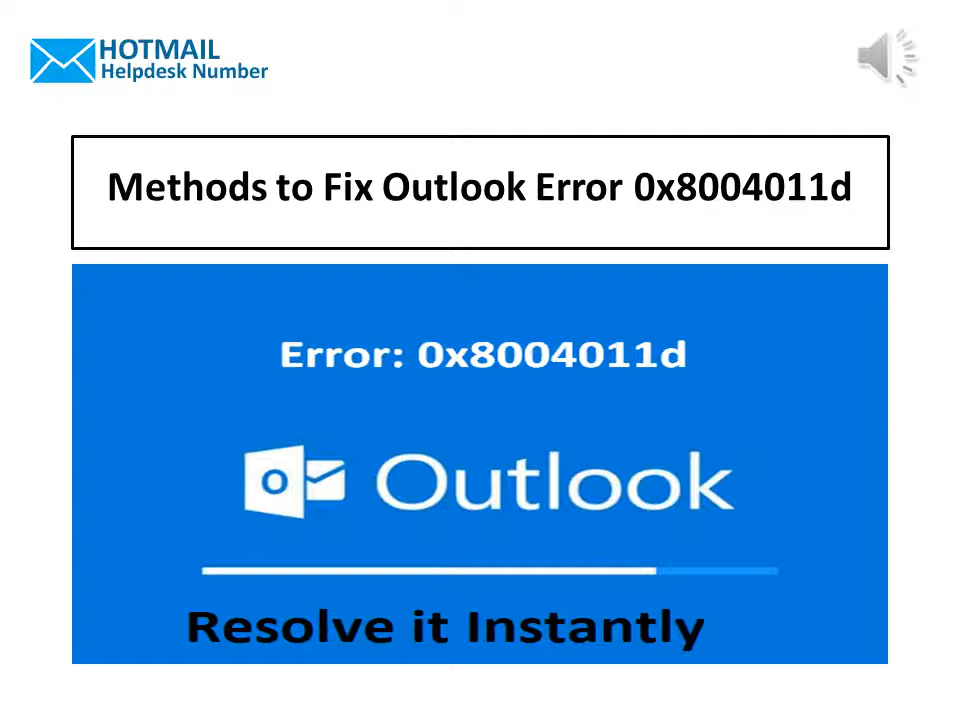 HOTMAIL
Helpdesk Number
Methods to Fix Outlook Error 0x8004011d
Error: 0x8004011d
O Outlook
Resolve it Instantly